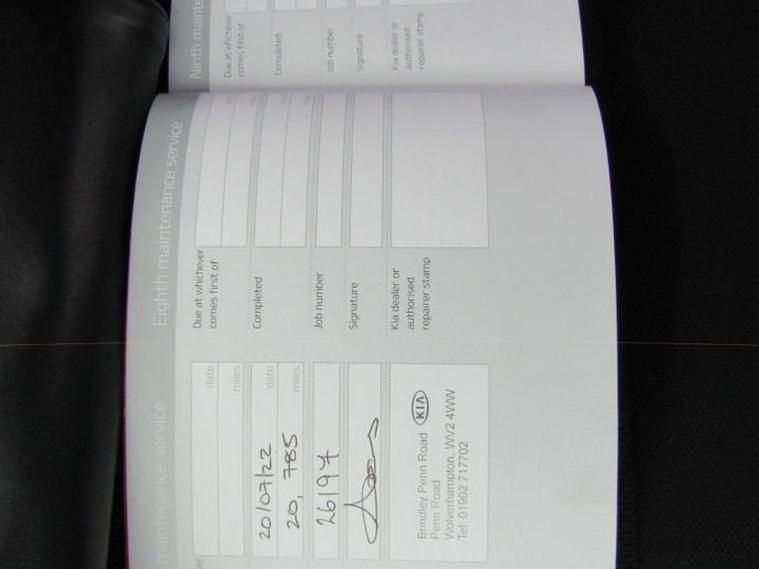 maintenance service
date
miles
20/07/22 date
20,785 miles
26194
Brindley Penn Road KIA
Penn Road
Wolverhampton, WV2 4WW
Tel: 01902 717702
Eighth maintenance service
Due at whichever
comes first of
Completed
Job number
Signature
Kia dealer or
authorised
repairer stamp
Ninth mainte
Due at whichever
comes first of
Completed
Job number
Signature
Kia dealer or
authorised
repairer stamp